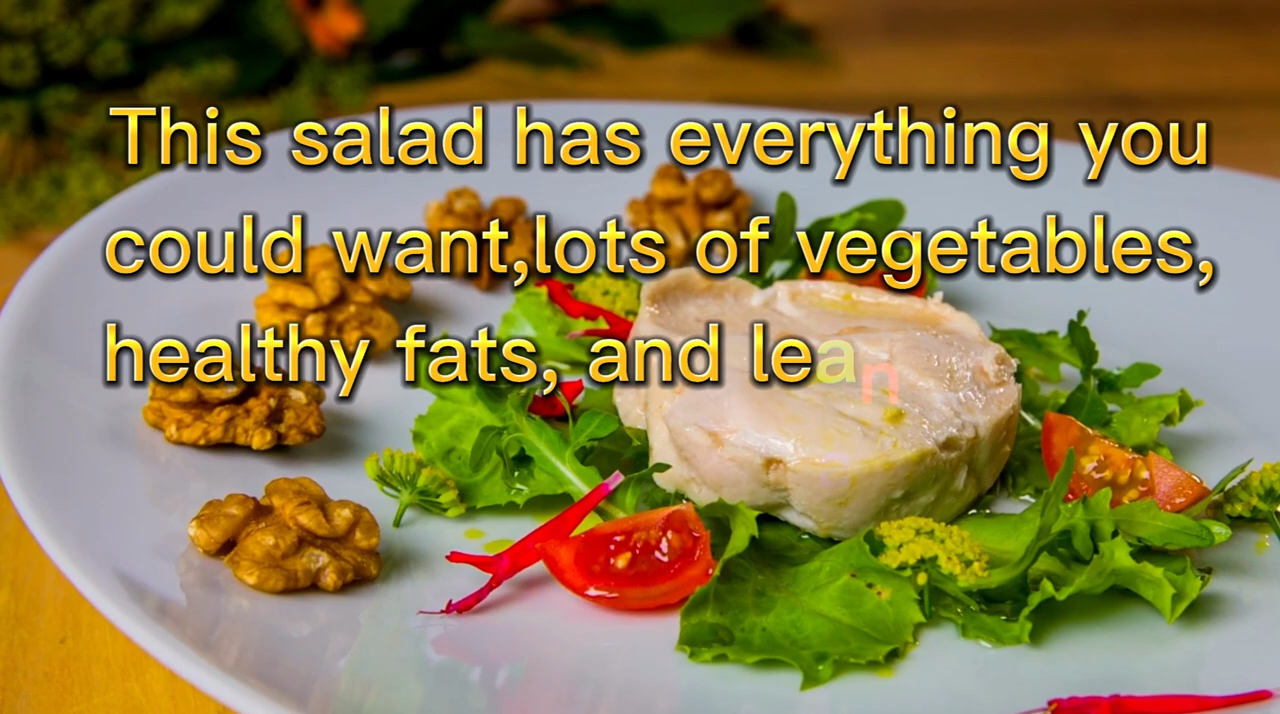 This salad has everything you
could want,lots of vegetables,
healthy fats, and lean